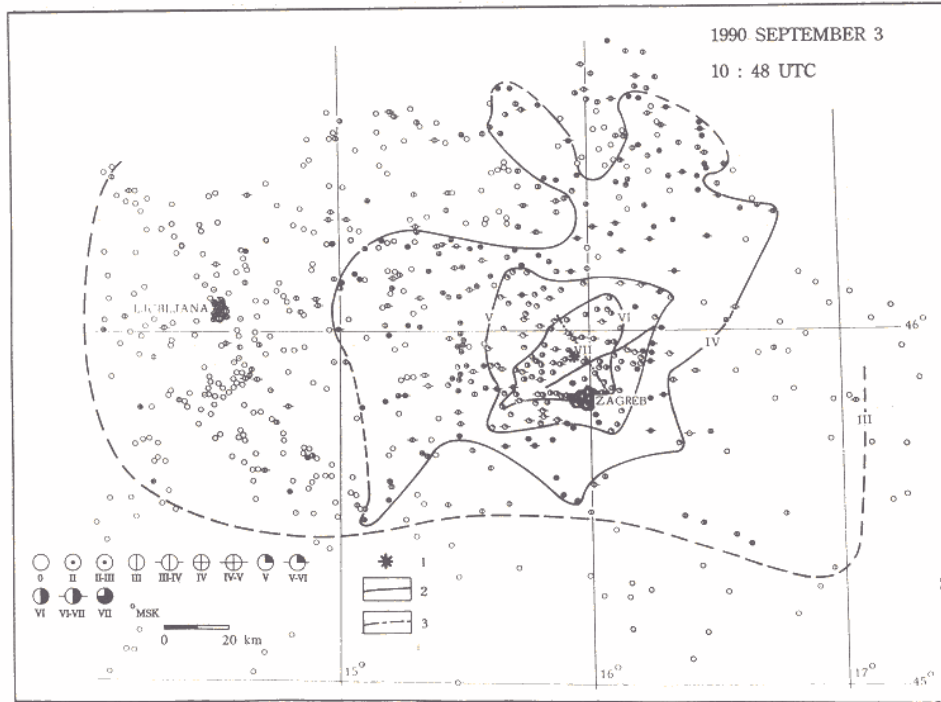 1990 SEPTEMBER 3
10 : 48 UTC
LJUBLJANA
V
VI
VII
IV
46
ZAGREB
III
0 II II-III III III-IV IV IV-V V V-VI
VI VI-VII VII °MSK
0 20 km
1
2
3
15°
16
17°
45°